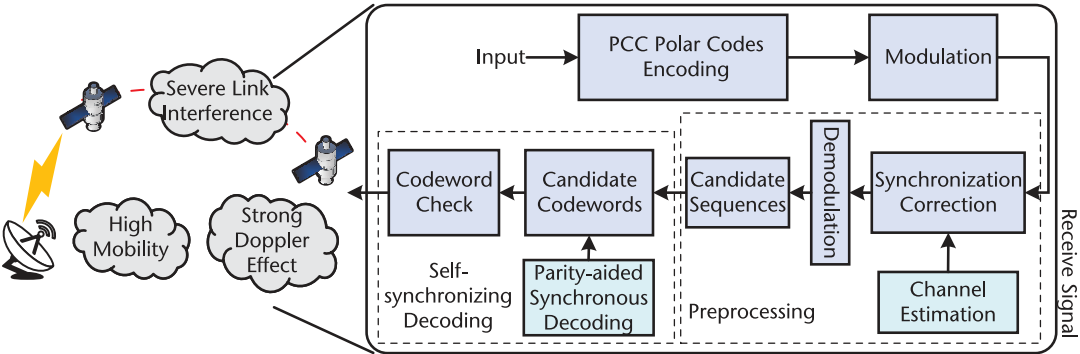 Severe Link
Interference
High
Mobility
Strong
Doppler
Effect
Input
PCC Polar Codes
Encoding
Modulation
Receive Signal
Synchronization
Correction
Channel
Estimation
Demodulation
Candidate
Sequences
Preprocessing
Candidate
Codewords
Parity-aided
Synchronous
Decoding
Codeword
Check
Self-
synchronizing
Decoding